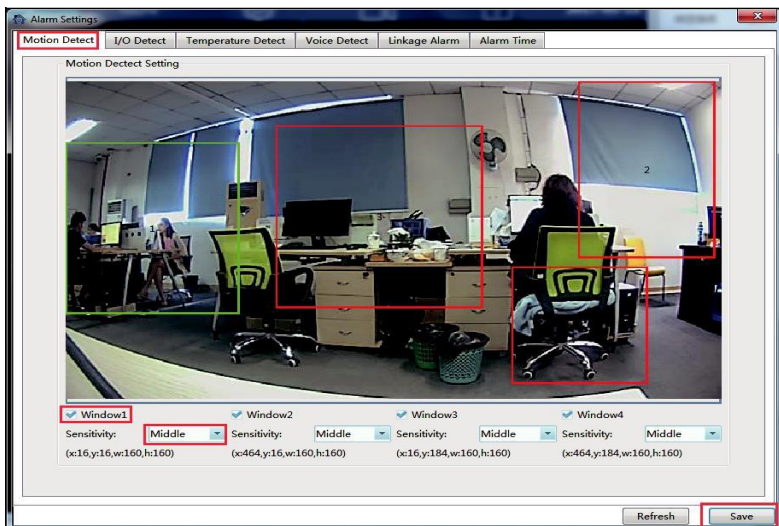 Alarm Settings
Motion Detect I/O Detect Temperature Detect Voice Detect Linkage Alarm Alarm Time
Motion Dectect Setting
2
1
3
Window1 Window2 Window3 Window4
Sensitivity: Middle Sensitivity: Middle Sensitivity: Middle Sensitivity: Middle
(x:16,y:16,w:160,h:160) (x:464,y:16,w:160,h:160) (x:16,y:184,w:160,h:160) (x:464,y:184,w:160,h:160)
Refresh Save